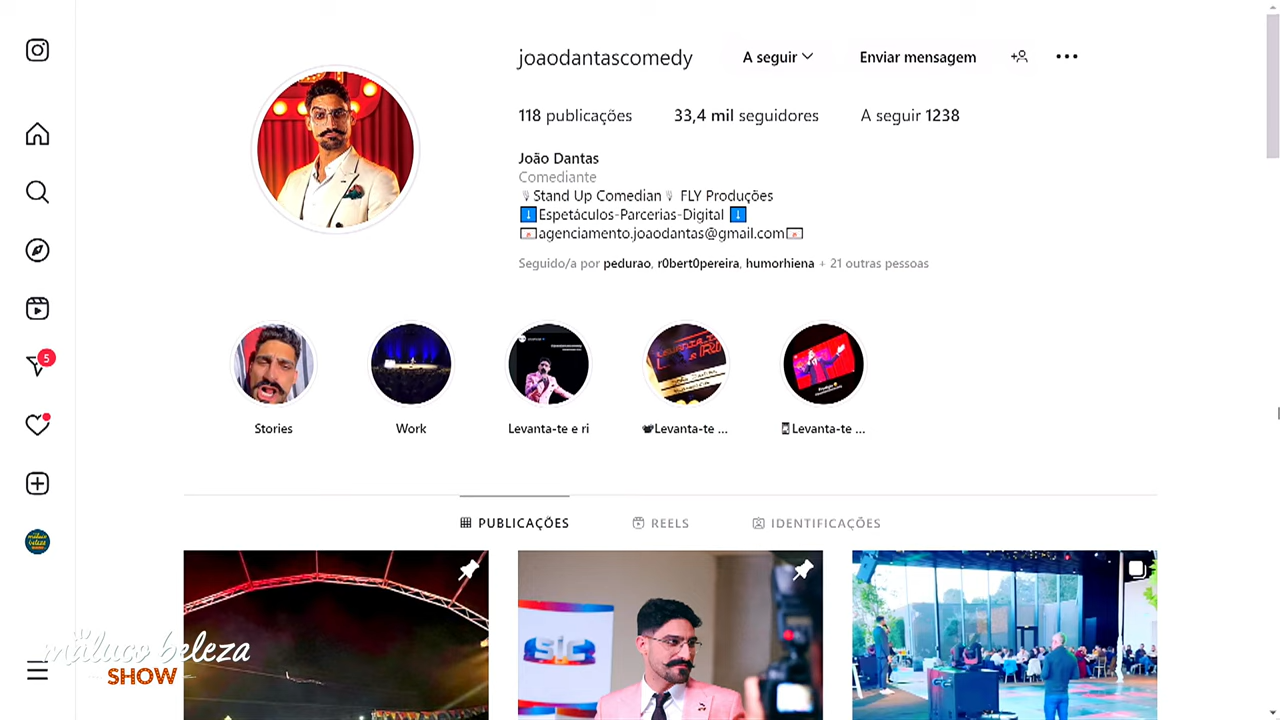 joaodantascomedy
A seguir
Enviar mensagem
118 publicações
33,4 mil seguidores
A seguir 1238
João Dantas
Comediante
Stand Up Comedian FLY Produções
Espetáculos-Parcerias-Digital
agenciamento.joaodantas@gmail.com
Seguido/a por pedurao, r0bert0pereira, humorhiena + 21 outras pessoas
5
Stories
Work
Levanta-te e ri
Levanta-te ...
Levanta-te ...
PUBLICAÇÕES
REELS
IDENTIFICAÇÕES
SIC
maluco beleza
SHOW